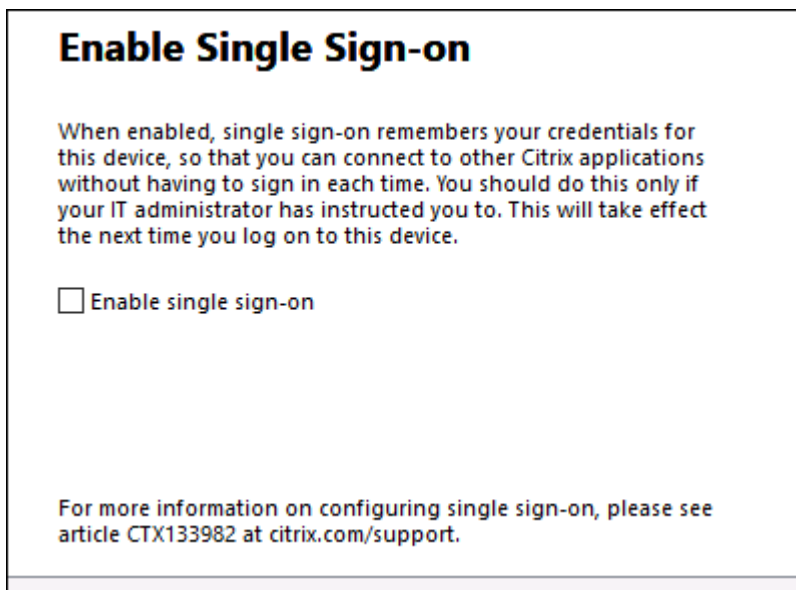 Enable Single Sign-on
When enabled, single sign-on remembers your credentials for
this device, so that you can connect to other Citrix applications
without having to sign in each time. You should do this only if
your IT administrator has instructed you to. This will take effect
the next time you log on to this device.
Enable single sign-on
For more information on configuring single sign-on, please see
article CTX133982 at citrix.com/support.